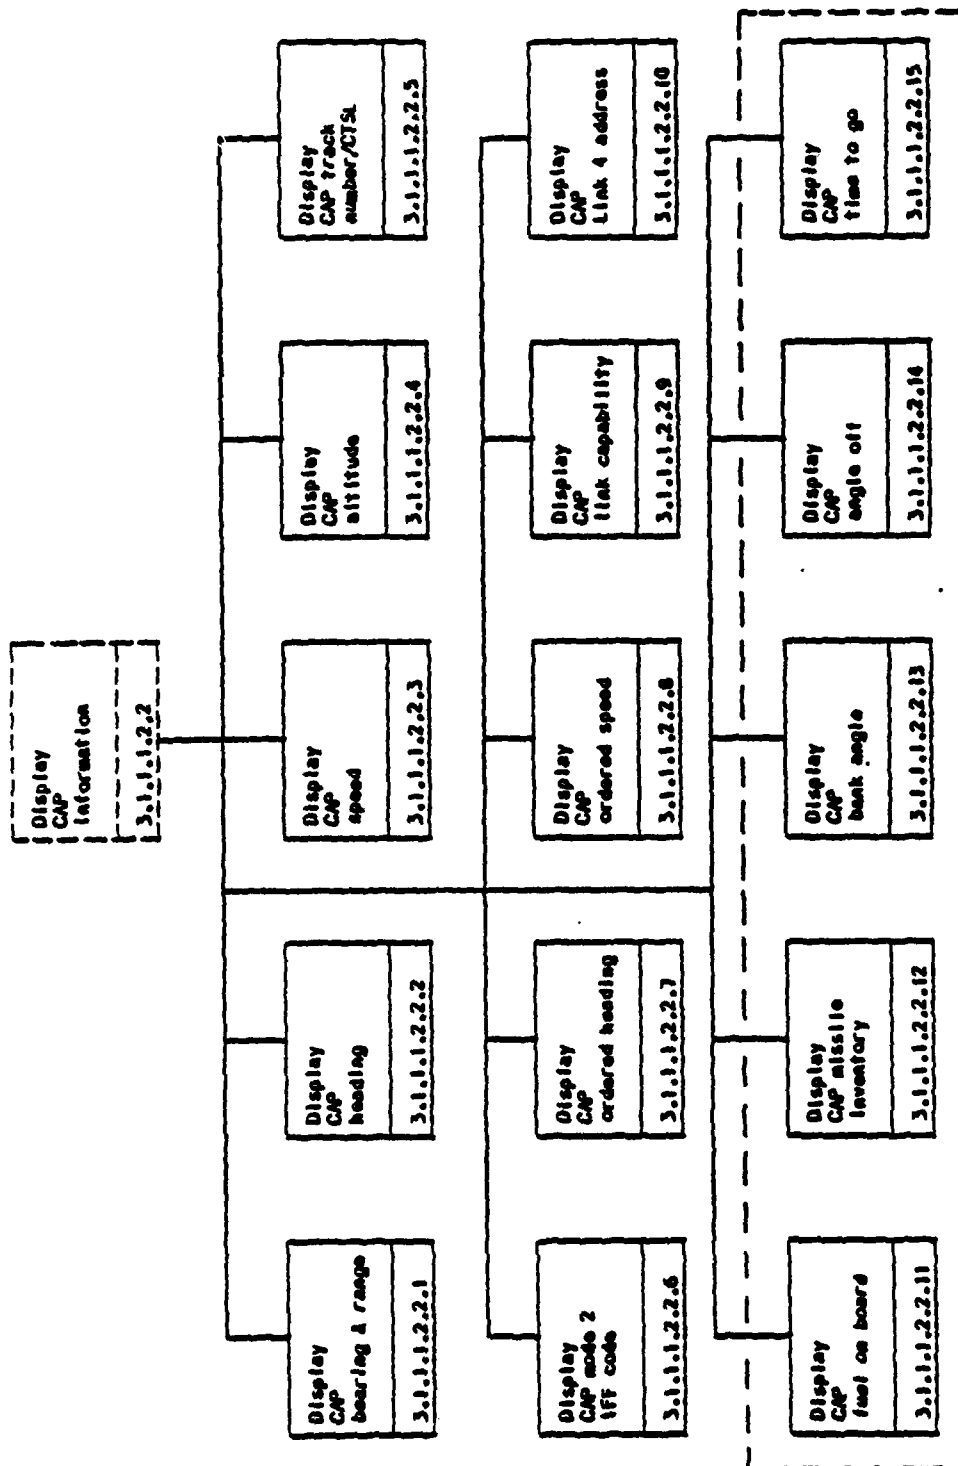 Display
CAP
information
3.1.1.1.2.2
Display
CAP
bearing & range
3.1.1.1.2.2.1
Display
CAP
heading
3.1.1.1.2.2.2
Display
CAP
speed
3.1.1.1.2.2.3
Display
CAP
altitude
3.1.1.1.2.2.4
Display
CAP track
number/CTSL
3.1.1.1.2.2.5
Display
CAP mode 2
IFF code
3.1.1.1.2.2.6
Display
CAP
ordered heading
3.1.1.1.2.2.7
Display
CAP
ordered speed
3.1.1.1.2.2.8
Display
CAP
link capability
3.1.1.1.2.2.9
Display
CAP
Link 4 address
3.1.1.1.2.2.10
Display
CAP
fuel on board
3.1.1.1.2.2.11
Display
CAP missile
inventory
3.1.1.1.2.2.12
Display
CAP
bank angle
3.1.1.1.2.2.13
Display
CAP
angle off
3.1.1.1.2.2.14
Display
CAP
time to go
3.1.1.1.2.2.15